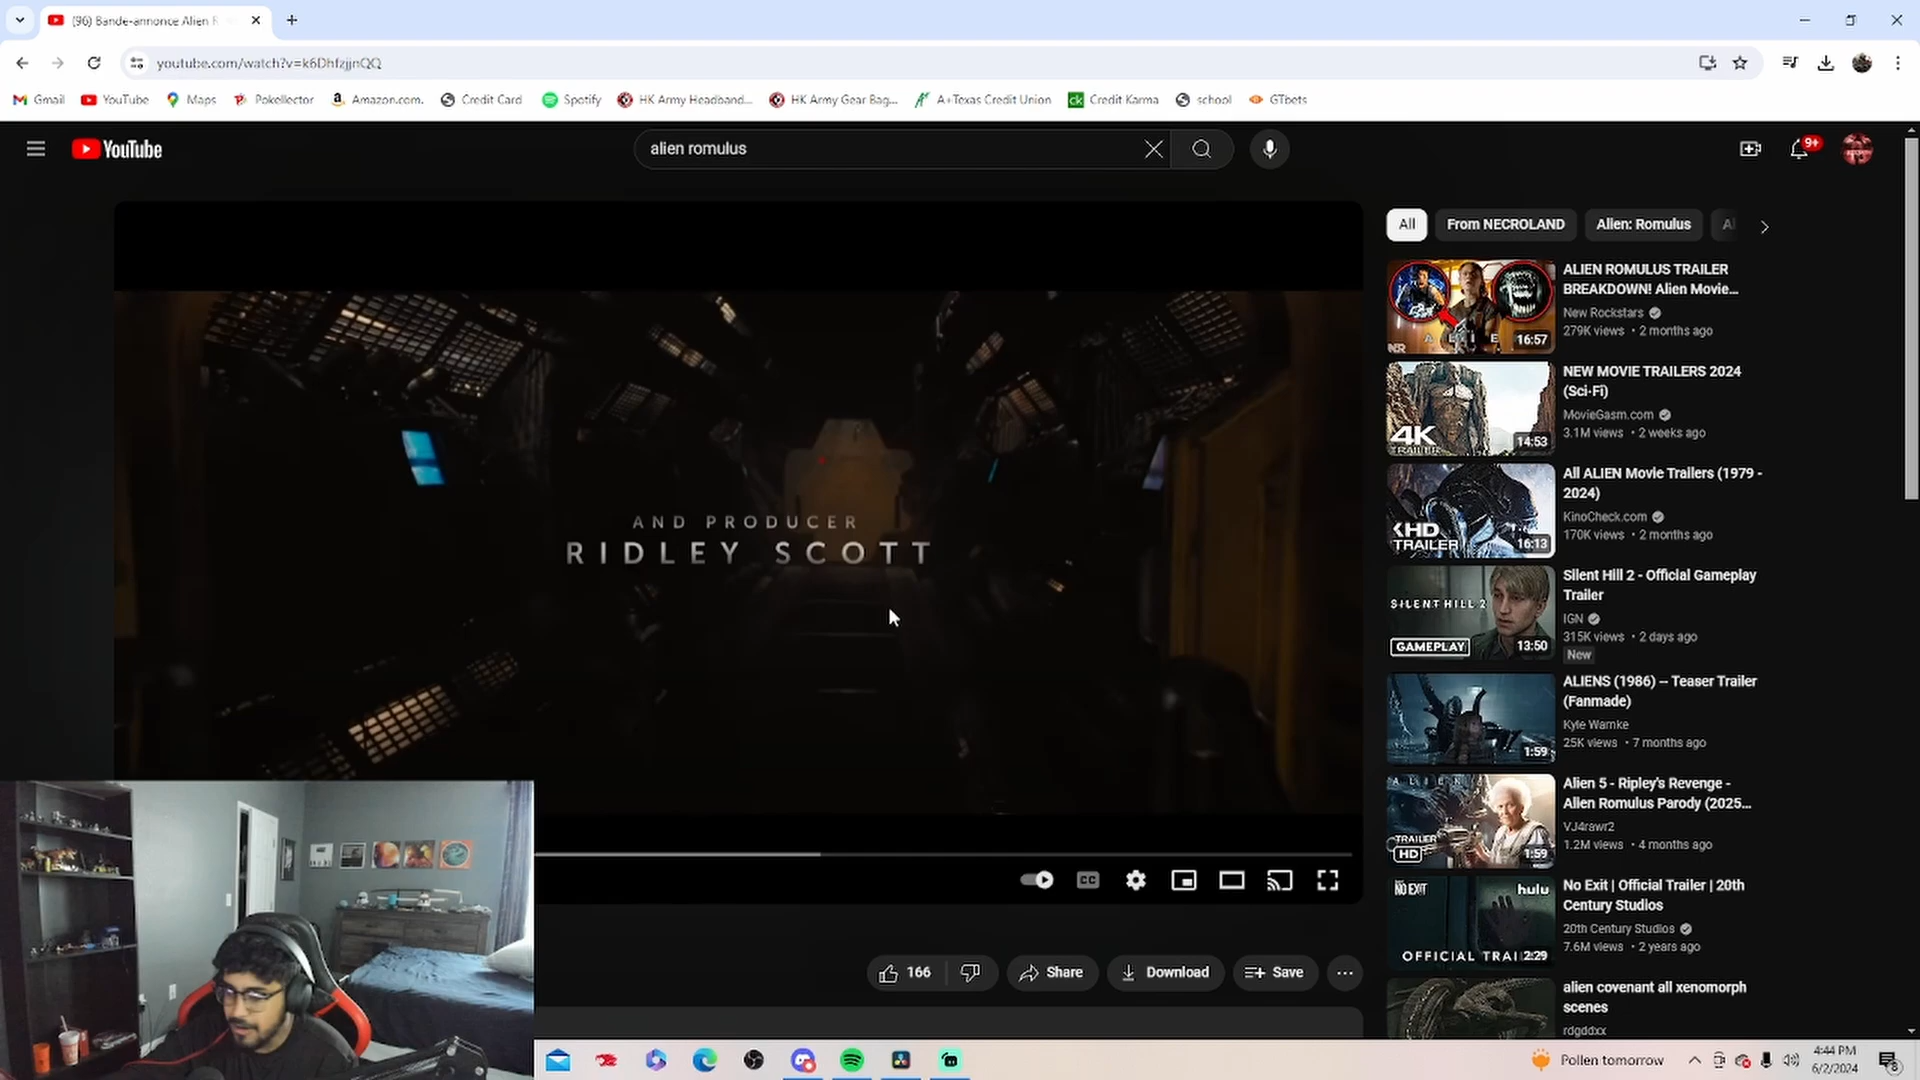 (96) Bande-annonce Alien R
youtube.com/watch?v=k6DhfzjjnQQ
Gmail
YouTube
Maps
Pokellector
Amazon.com.
Credit Card
Spotify
HK Army Headband...
HK Army Gear Bag...
A+Texas Credit Union
ck
Credit Karma
school
GTbets
YouTube
alien romulus
9+
AND PRODUCER
RIDLEY SCOTT
CC
166
Share
Download
Save
All
From NECROLAND
Alien: Romulus
16:57
ALIEN ROMULUS TRAILER
BREAKDOWN! Alien Movie...
New Rockstars
279K views • 2 months ago
4K
TRAILER
14:53
NEW MOVIE TRAILERS 2024
(Sci-Fi)
MovieGasm.com
3.1M views • 2 weeks ago
KHD
TRAILER
16:13
All ALIEN Movie Trailers (1979 -
2024)
KinoCheck.com
170K views • 2 months ago
SILENT HILL 2
GAMEPLAY
13:50
Silent Hill 2 - Official Gameplay
Trailer
IGN
315K views • 2 days ago
New
1:59
ALIENS (1986) -- Teaser Trailer
(Fanmade)
Kyle Warnke
25K views • 7 months ago
ALIEN
TRAILER
HD
1:59
Alien 5 - Ripley's Revenge -
Alien Romulus Parody (2025...
VJ4rawr2
1.2M views • 4 months ago
NO EXIT
hulu
OFFICIAL TRAI
2:29
No Exit | Official Trailer | 20th
Century Studios
20th Century Studios
7.6M views • 2 years ago
alien covenant all xenomorph
scenes
rdgddxx
Pollen tomorrow
4:44 PM
6/2/2024
8